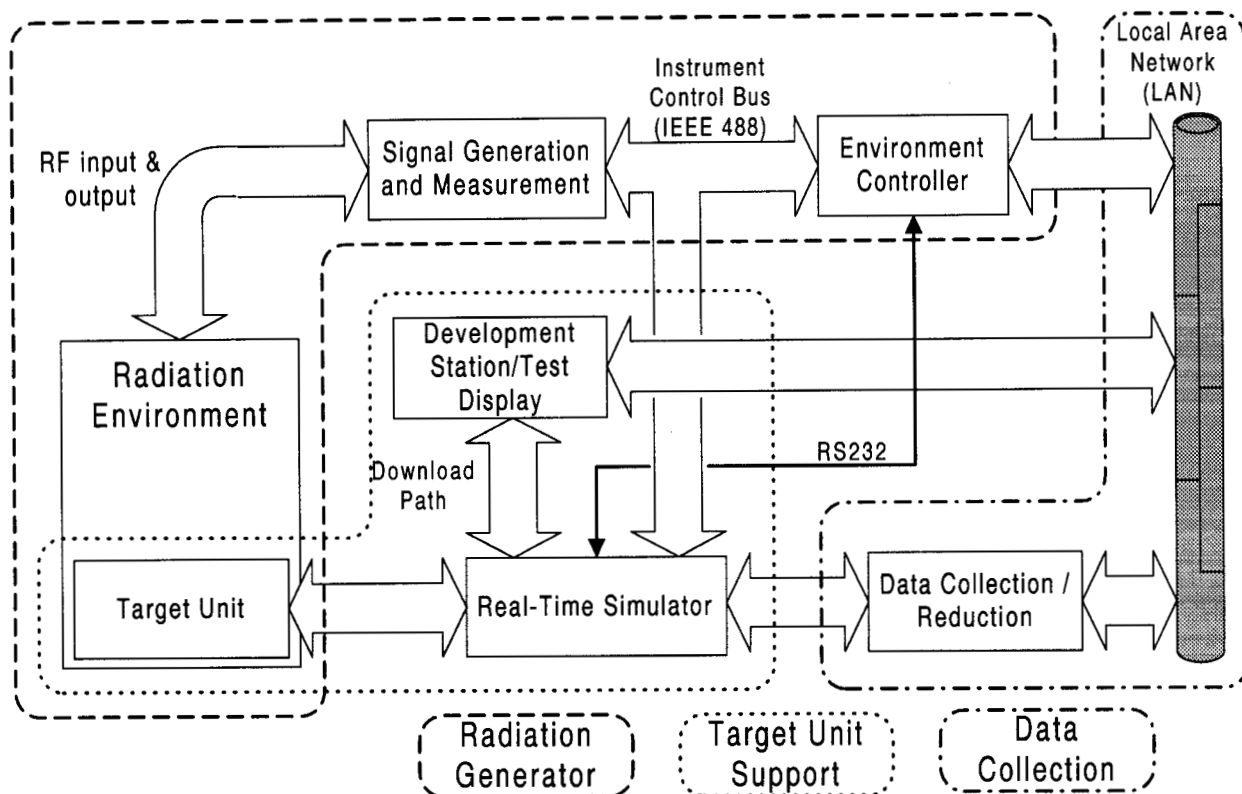 Local Area
Network
(LAN)
Instrument
Control Bus
(IEEE 488)
RF input &
output
Signal Generation
and Measurement
Environment
Controller
Development
Station/Test
Display
Radiation
Environment
Download
Path
RS232
Target Unit
Real-Time Simulator
Data Collection /
Reduction
Radiation
Generator
Target Unit
Support
Data
Collection